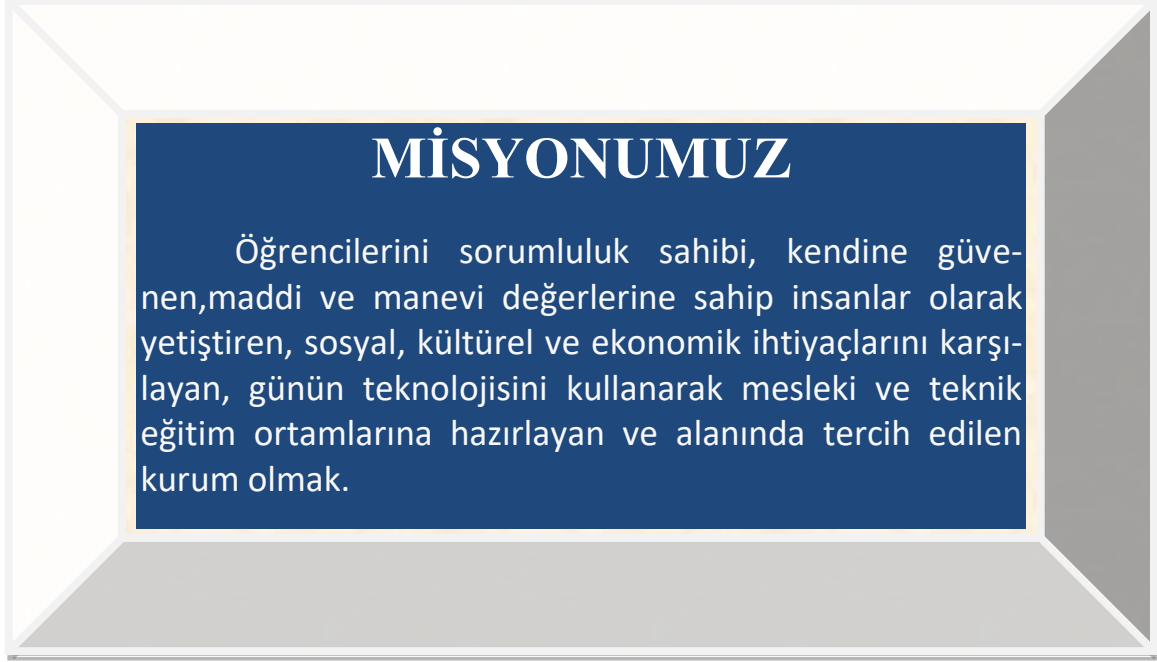 MİSYONUMUZ
Öğrencilerini sorumluluk sahibi, kendine güve-
nen,maddi ve manevi değerlerine sahip insanlar olarak
yetiştiren, sosyal, kültürel ve ekonomik ihtiyaçlarını karşı-
layan, günün teknolojisini kullanarak mesleki ve teknik
eğitim ortamlarına hazırlayan ve alanında tercih edilen
kurum olmak.